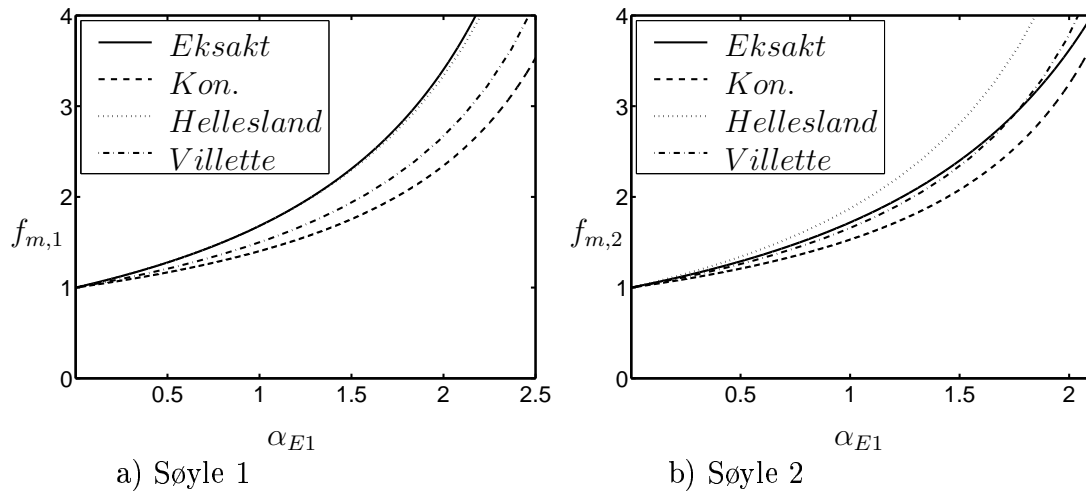 4
3
2
1
0
f_{m,1}
Eksakt
Kon.
Hellesland
Villette
0.5
1
1.5
2
2.5
α_{E1}
a) Søyle 1
4
3
2
1
0
f_{m,2}
Eksakt
Kon.
Hellesland
Villette
0.5
1
1.5
2
α_{E1}
b) Søyle 2